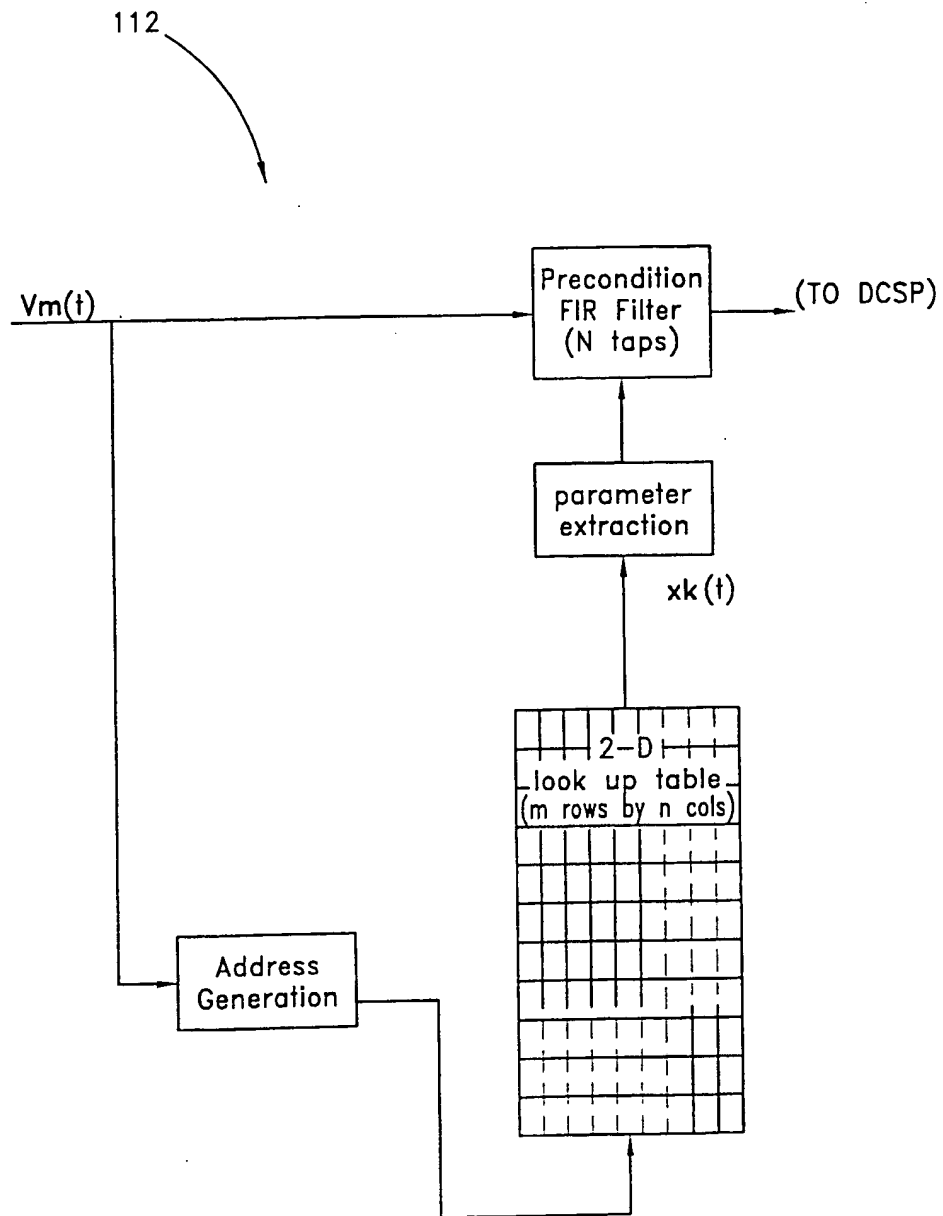 112
Vm(t)
Precondition
FIR Filter
(N taps)
(TO DCSP)
parameter
extraction
xk(t)
2-D
look up table
(m rows by n cols)
Address
Generation